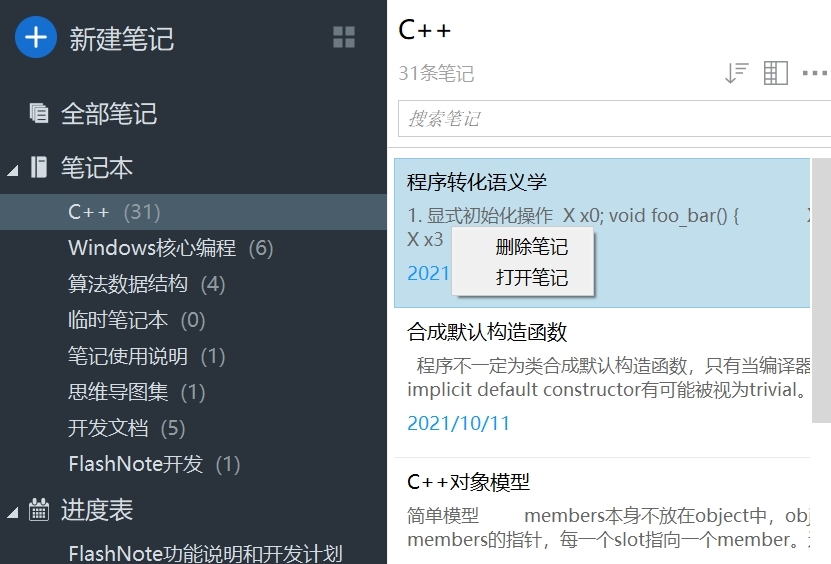 新建笔记
全部笔记
笔记本
C++ (31)
Windows核心编程 (6)
算法数据结构 (4)
临时笔记本 (0)
笔记使用说明 (1)
思维导图集 (1)
开发文档 (5)
FlashNote开发 (1)
进度表
FlashNote功能说明和开发计划
C++
31条笔记
搜索笔记
程序转化语义学
1. 显式初始化操作 X x0; void foo_bar() {
X x3
2021
删除笔记
打开笔记
合成默认构造函数
程序不一定为类合成默认构造函数，只有当编译器
implicit default constructor有可能被视为trivial。
2021/10/11
C++对象模型
简单模型 members本身不放在object中，obj
members的指针，每一个slot指向一个member。